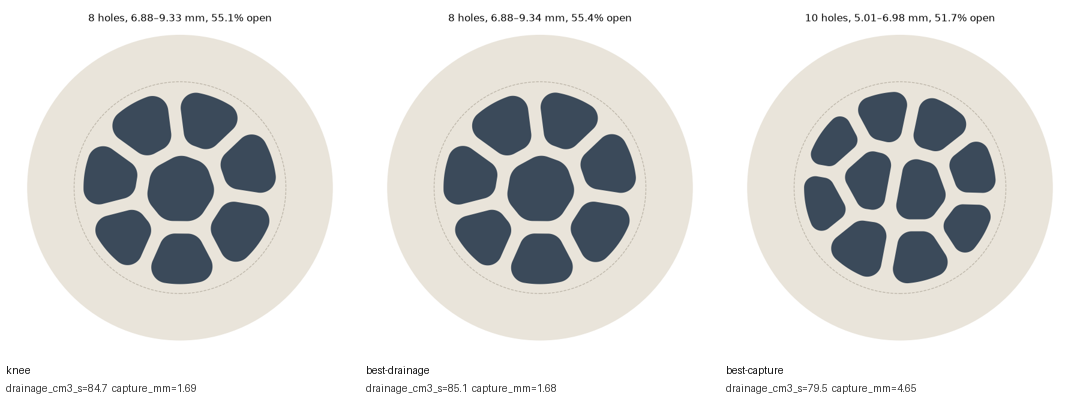 8 holes, 6.88–9.33 mm, 55.1% open
8 holes, 6.88–9.34 mm, 55.4% open
10 holes, 5.01–6.98 mm, 51.7% open
knee
drainage_cm3_s=84.7 capture_mm=1.69
best-drainage
drainage_cm3_s=85.1 capture_mm=1.68
best-capture
drainage_cm3_s=79.5 capture_mm=4.65